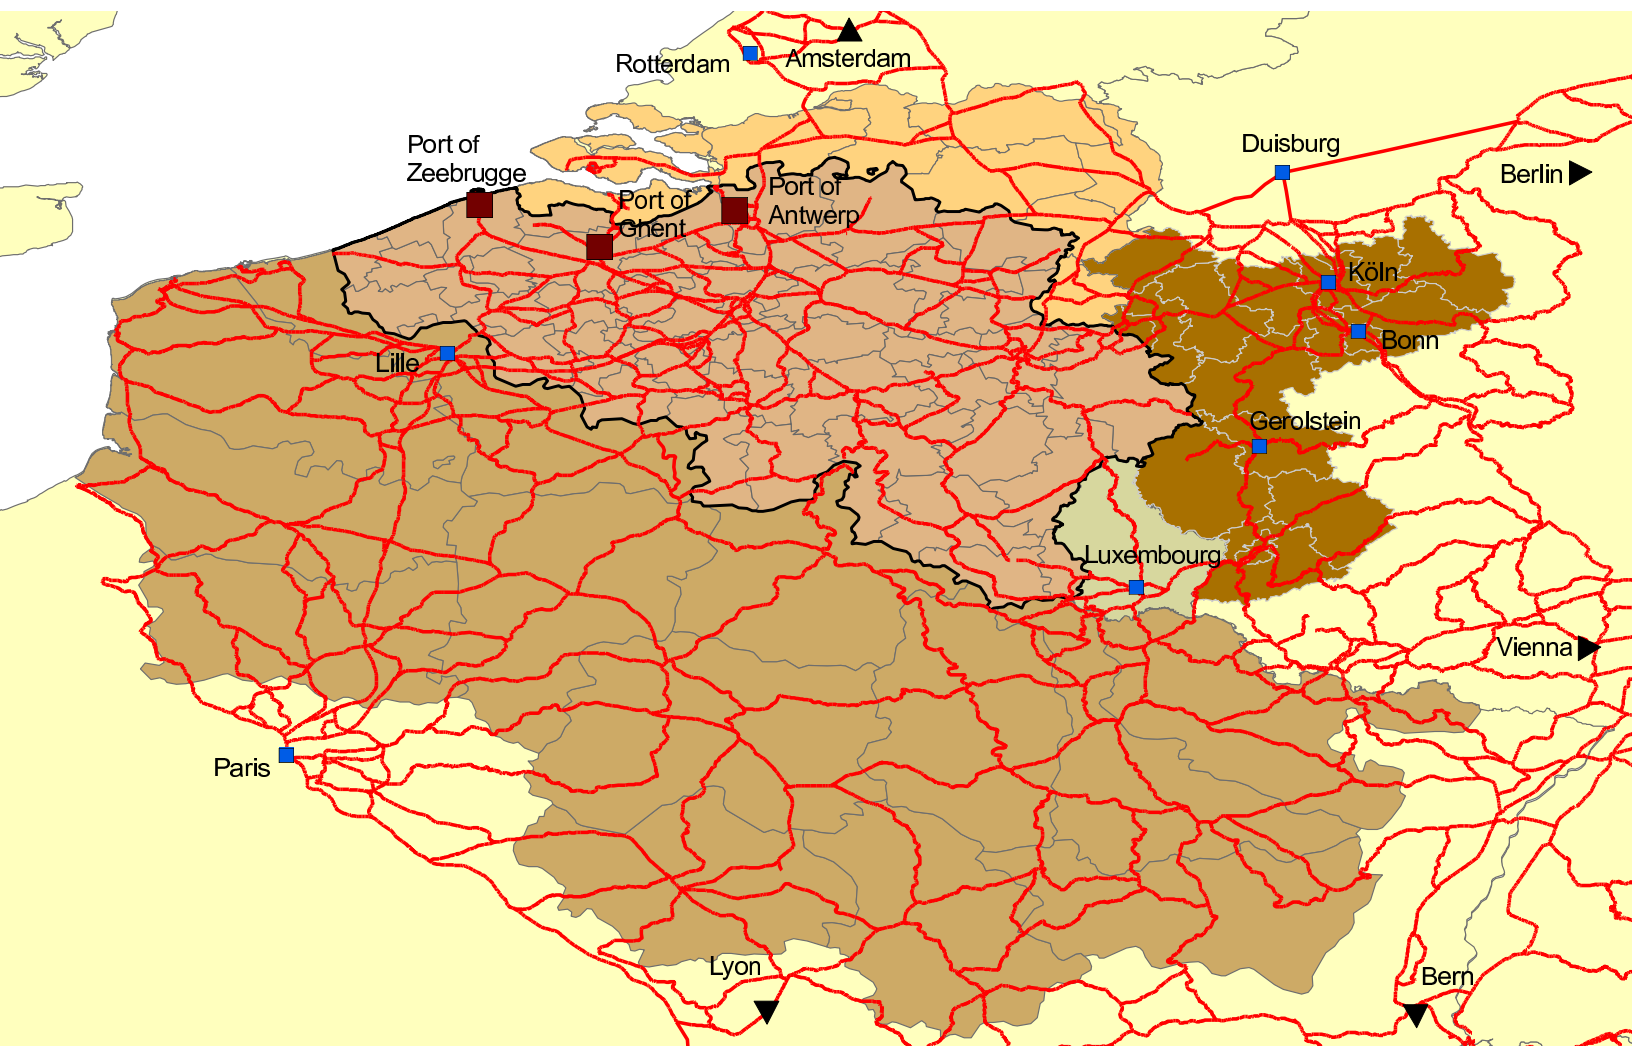 Rotterdam
Amsterdam
Port of
Zeebrugge
Duisburg
Berlin
Port of
Antwerp
Port of
Ghent
Köln
Bonn
Lille
Gerolstein
Luxembourg
Vienna
Paris
Lyon
Bern